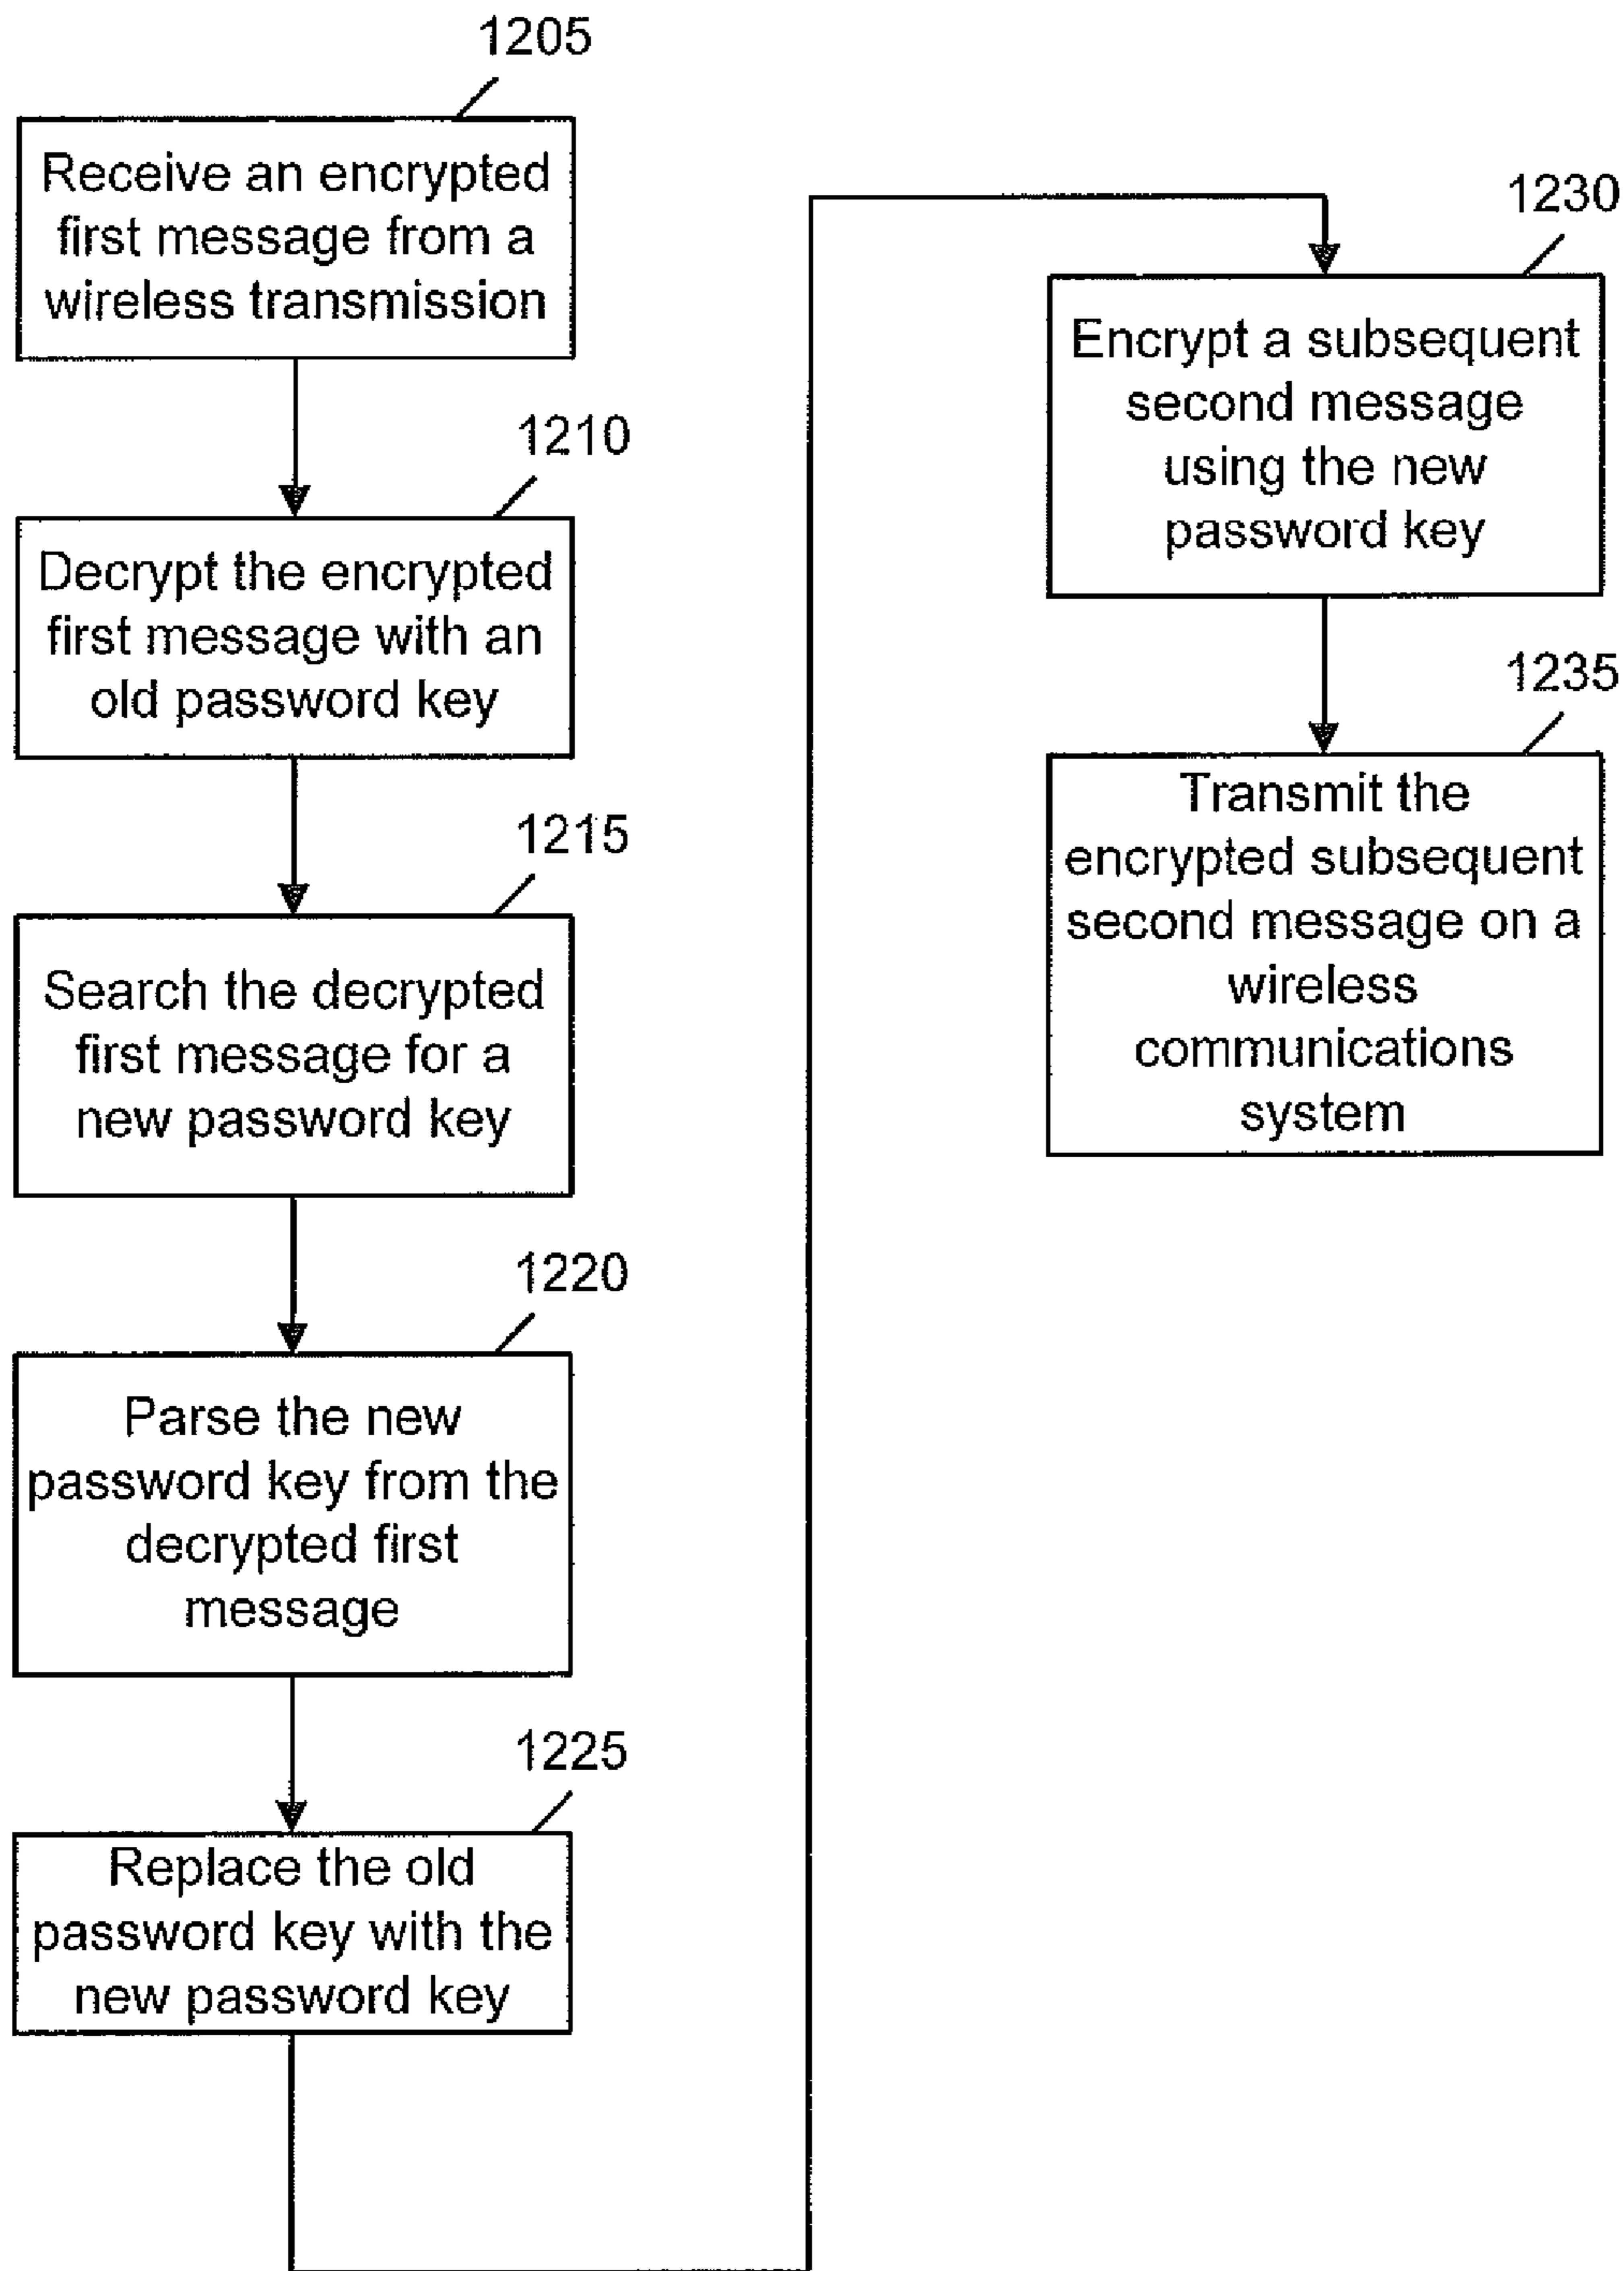 1205
Receive an encrypted
first message from a
wireless transmission
1210
Decrypt the encrypted
first message with an
old password key
1215
Search the decrypted
first message for a
new password key
1220
Parse the new
password key from the
decrypted first
message
1225
Replace the old
password key with the
new password key
1230
Encrypt a subsequent
second message
using the new
password key
1235
Transmit the
encrypted subsequent
second message on a
wireless
communications
system